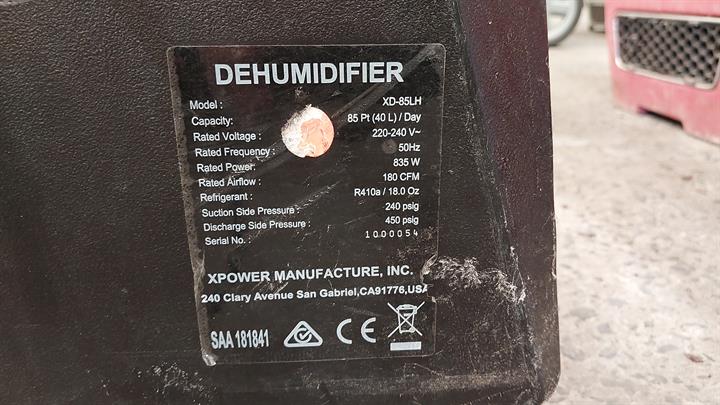 DEHUMIDIFIER
Model : XD-85LH
Capacity: 85 Pt (40 L) / Day
Rated Voltage : 220-240 V~
Rated Frequency : 50Hz
Rated Power: 835 W
Rated Airflow : 180 CFM
Refrigerant : R410a / 18.0 Oz
Suction Side Pressure : 240 psig
Discharge Side Pressure : 450 psig
Serial No. : 1000054
XPOWER MANUFACTURE, INC.
240 Clary Avenue San Gabriel,CA91776,USA
SAA 181841 CE